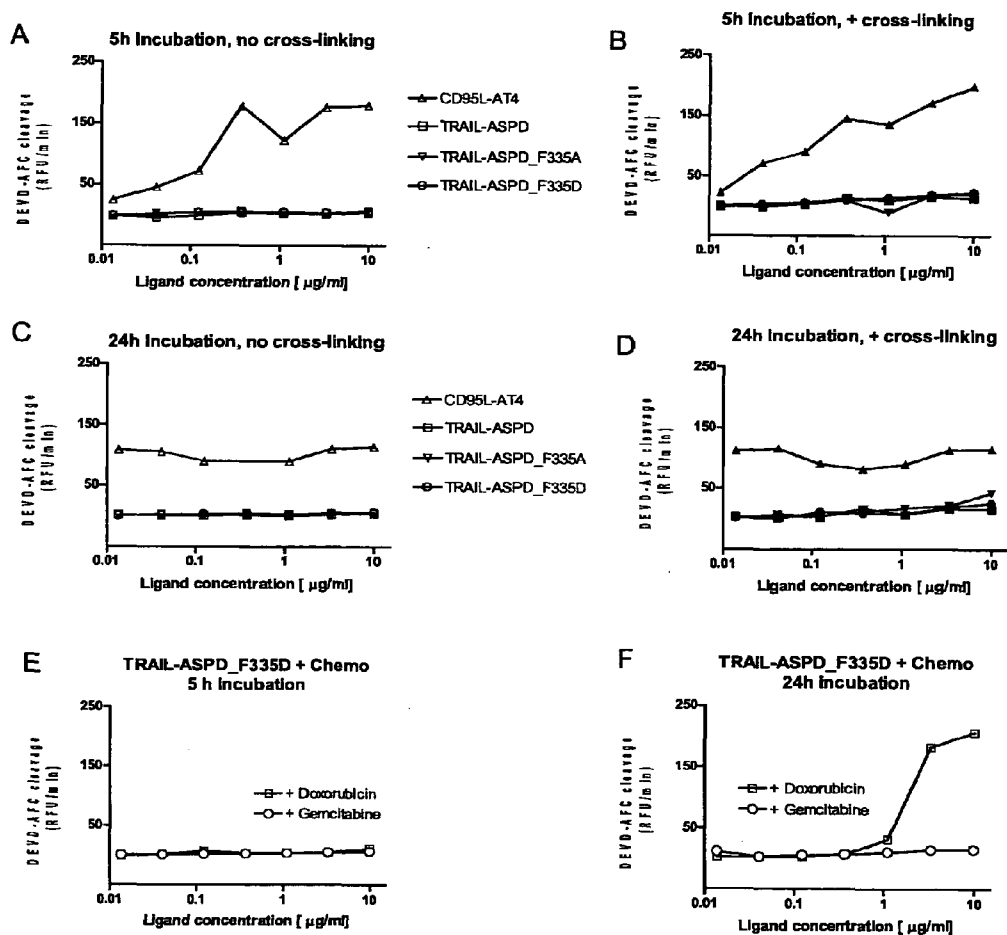 A
5h Incubation, no cross-linking
DEVD-AFC cleavage
(RFU/min)
250
150
50
0.01
0.1
1
10
Ligand concentration [ µg/ml]
CD95L-AT4
TRAIL-ASPD
TRAIL-ASPD_F335A
TRAIL-ASPD_F335D
B
5h Incubation, + cross-linking
DEVD-AFC cleavage
(RFU/min)
250
150
50
0.01
0.1
1
10
Ligand concentration [ µg/ml]
C
24h Incubation, no cross-linking
DEVD-AFC cleavage
(RFU/min)
250
150
50
0.01
0.1
1
10
Ligand concentration [ µg/ml]
CD95L-AT4
TRAIL-ASPD
TRAIL-ASPD_F335A
TRAIL-ASPD_F335D
D
24h Incubation, + cross-linking
DEVD-AFC cleavage
(RFU/min)
250
150
50
0.01
0.1
1
10
Ligand concentration [ µg/ml]
E
TRAIL-ASPD_F335D + Chemo
5 h incubation
DEVD-AFC cleavage
(RFU/min)
250
150
50
+ Doxorubicin
+ Gemcitabine
0.01
0.1
1
10
Ligand concentration [ µg/ml]
F
TRAIL-ASPD_F335D + Chemo
24h incubation
DEVD-AFC cleavage
(RFU/min)
250
150
50
+ Doxorubicin
+ Gemcitabine
0.01
0.1
1
10
Ligand concentration [ µg/ml]